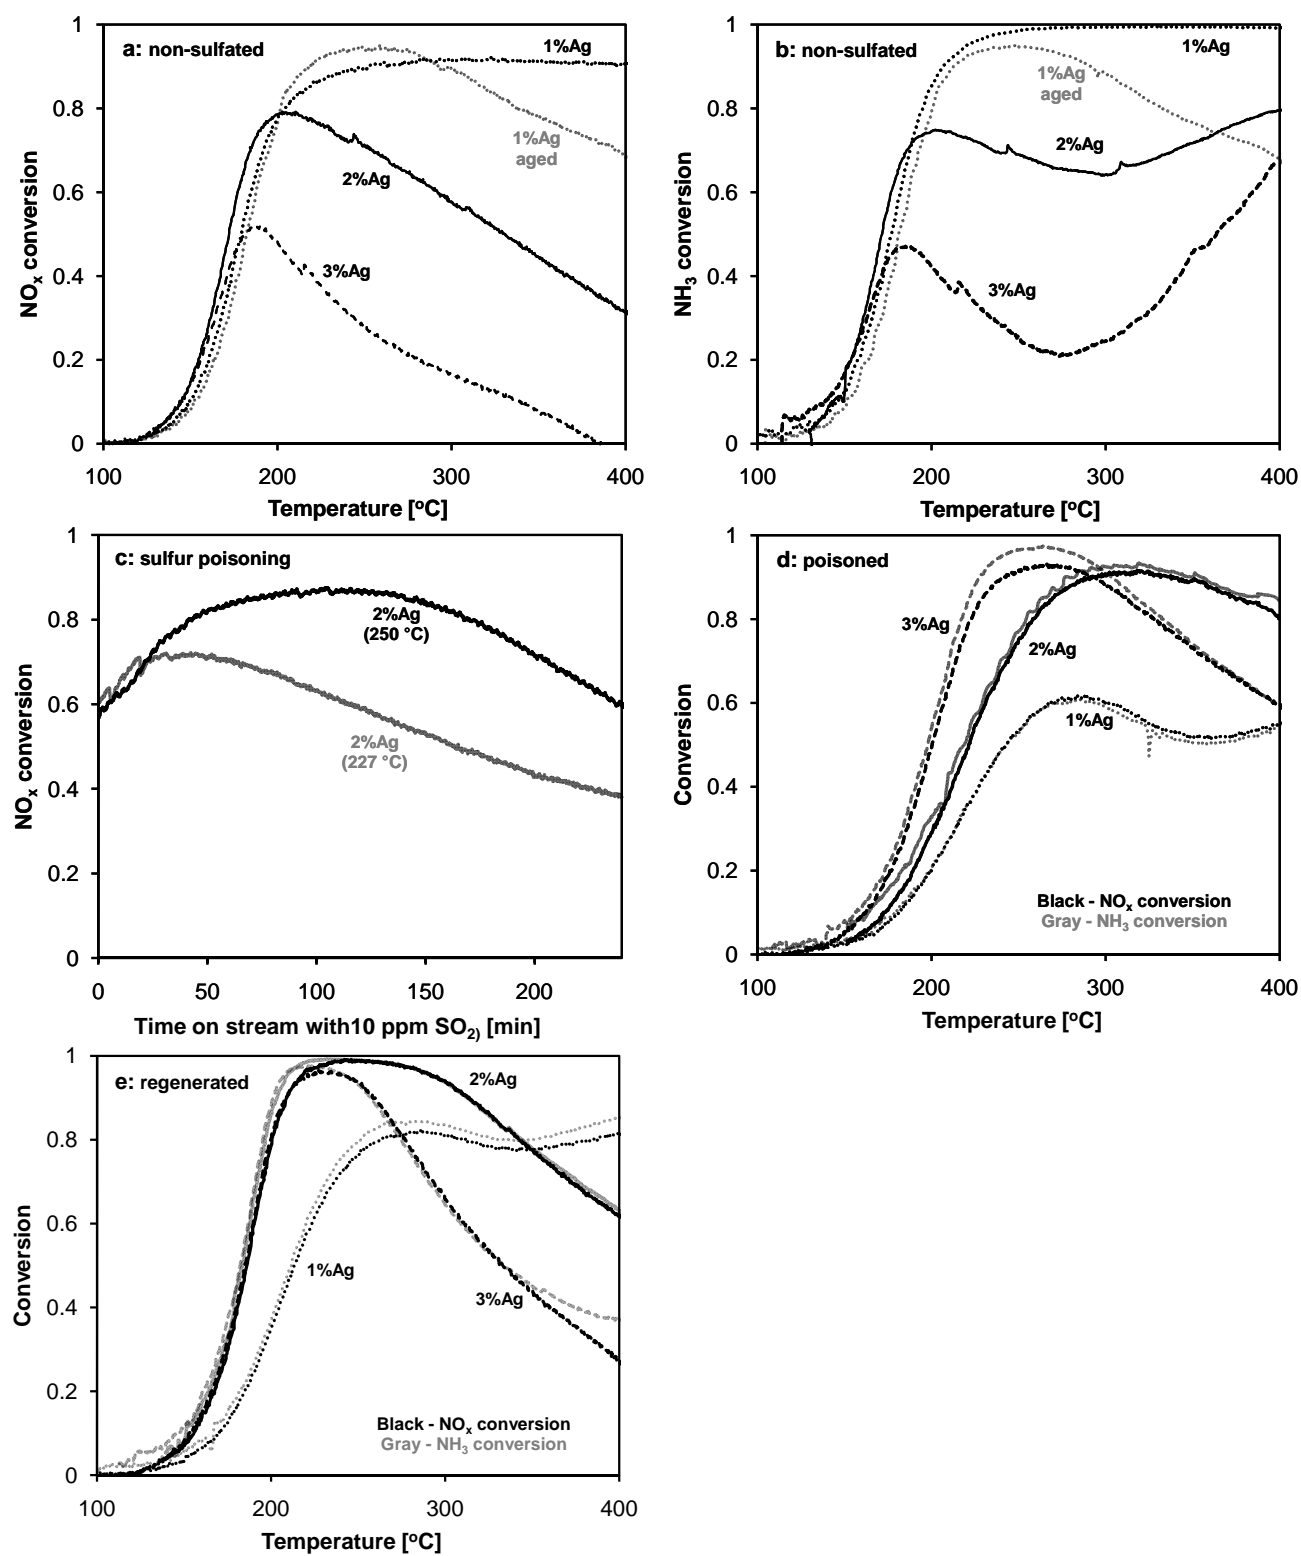 a: non-sulfated
1%Ag
1%Ag
aged
2%Ag
3%Ag
NOx conversion
1
0.8
0.6
0.4
0.2
0
100 200 300 400
Temperature [oC]
b: non-sulfated
1%Ag
1%Ag
aged
2%Ag
3%Ag
NH3 conversion
1
0.8
0.6
0.4
0.2
0
100 200 300 400
Temperature [oC]
c: sulfur poisoning
2%Ag
(250 °C)
2%Ag
(227 °C)
NOx conversion
1
0.8
0.6
0.4
0.2
0
0 50 100 150 200
Time on stream with10 ppm SO2) [min]
d: poisoned
3%Ag
2%Ag
1%Ag
Black - NOx conversion
Gray - NH3 conversion
Conversion
1
0.8
0.6
0.4
0.2
0
100 200 300 400
Temperature [oC]
e: regenerated
2%Ag
1%Ag
3%Ag
Black - NOx conversion
Gray - NH3 conversion
Conversion
1
0.8
0.6
0.4
0.2
0
100 200 300 400
Temperature [oC]